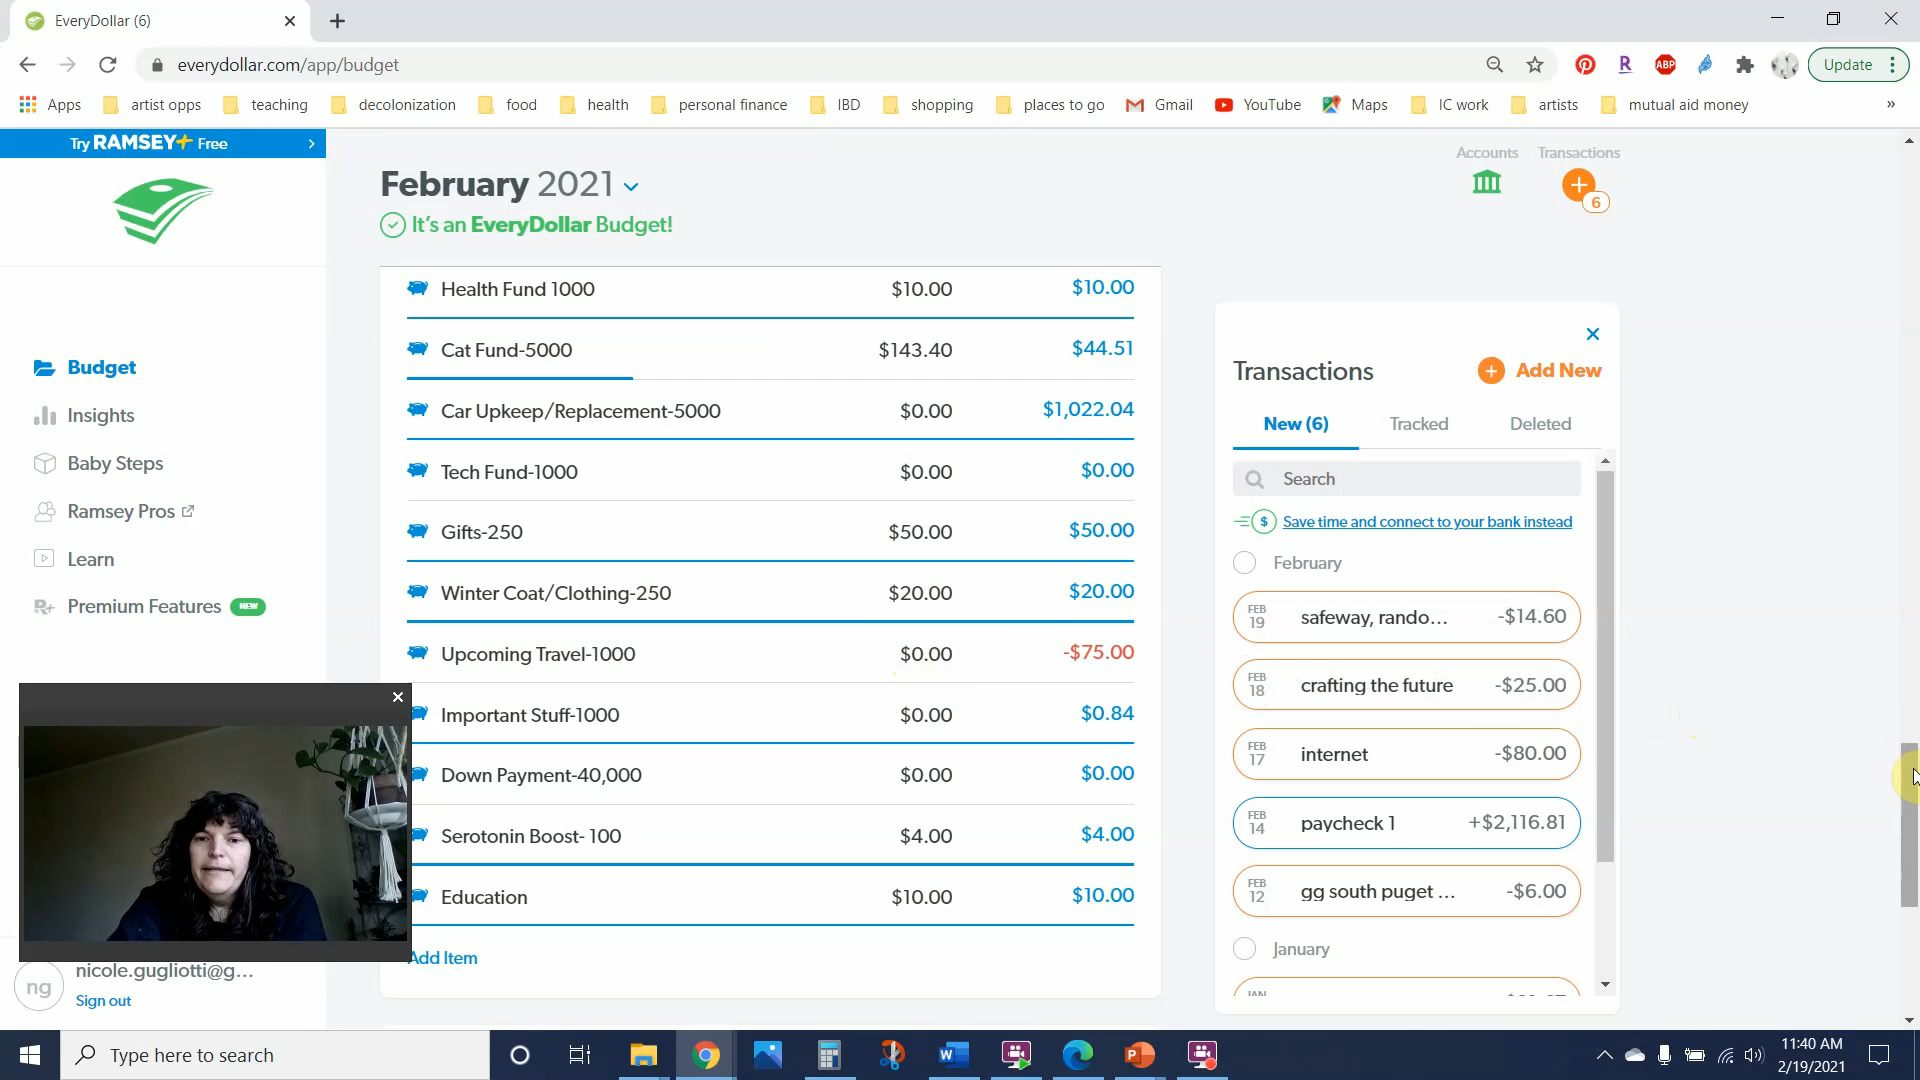 EveryDollar (6)
everydollar.com/app/budget
Update
Apps
artist opps
teaching
decolonization
food
health
personal finance
IBD
shopping
places to go
Gmail
YouTube
Maps
IC work
artists
mutual aid money
»
Try RAMSEY+ Free
Budget
Insights
Baby Steps
Ramsey Pros
Learn
Premium Features NEW
ng
nicole.gugliotti@g...
Sign out
February 2021
It's an EveryDollar Budget!
Accounts
Transactions
6
Health Fund 1000 $10.00 $10.00
Cat Fund-5000 $143.40 $44.51
Car Upkeep/Replacement-5000 $0.00 $1,022.04
Tech Fund-1000 $0.00 $0.00
Gifts-250 $50.00 $50.00
Winter Coat/Clothing-250 $20.00 $20.00
Upcoming Travel-1000 $0.00 -$75.00
Important Stuff-1000 $0.00 $0.84
Down Payment-40,000 $0.00 $0.00
Serotonin Boost- 100 $4.00 $4.00
Education $10.00 $10.00
Add Item
Transactions
Add New
New (6) Tracked Deleted
Search
Save time and connect to your bank instead
February
FEB 19 safeway, rando... -$14.60
FEB 18 crafting the future -$25.00
FEB 17 internet -$80.00
FEB 14 paycheck 1 +$2,116.81
FEB 12 gg south puget ... -$6.00
January
JAN
Type here to search
11:40 AM
2/19/2021
R
ABP
R+